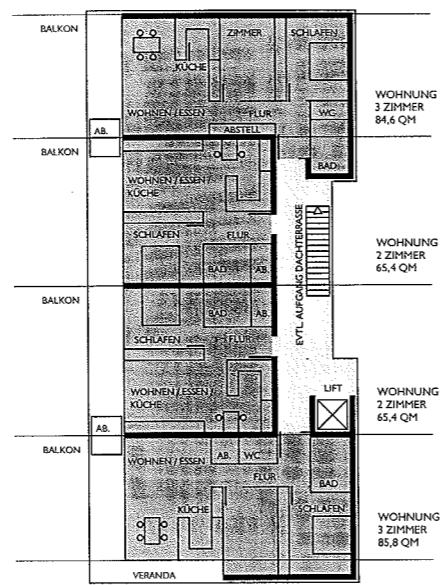 BALKON
ZIMMER
SCHLAFEN
KÜCHE
WOHNUNG
3 ZIMMER
84,6 QM
WOHNEN / ESSEN
FLUR
WC
AB.
ABSTELL
BALKON
BAD
WOHNEN / ESSEN /
KÜCHE
SCHLAFEN
FLUR
EVTL. AUFGANG DACHTERRASSE
WOHNUNG
2 ZIMMER
65,4 QM
BAD
AB.
BALKON
BAD
AB.
SCHLAFEN
FLUR
WOHNEN / ESSEN /
KÜCHE
LIFT
WOHNUNG
2 ZIMMER
65,4 QM
AB.
BALKON
WOHNEN / ESSEN
AB.
WC
FLUR
BAD
KÜCHE
SCHLAFEN
WOHNUNG
3 ZIMMER
85,8 QM
VERANDA